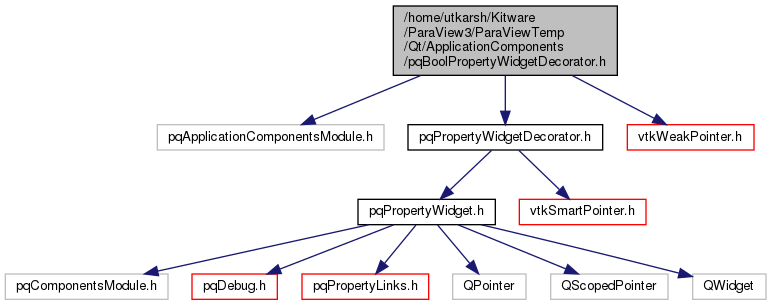 /home/utkarsh/Kitware
/ParaView3/ParaViewTemp
/Qt/ApplicationComponents
/pqBoolPropertyWidgetDecorator.h
pqApplicationComponentsModule.h
pqPropertyWidgetDecorator.h
vtkWeakPointer.h
pqPropertyWidget.h
vtkSmartPointer.h
pqComponentsModule.h
pqDebug.h
pqPropertyLinks.h
QPointer
QScopedPointer
QWidget